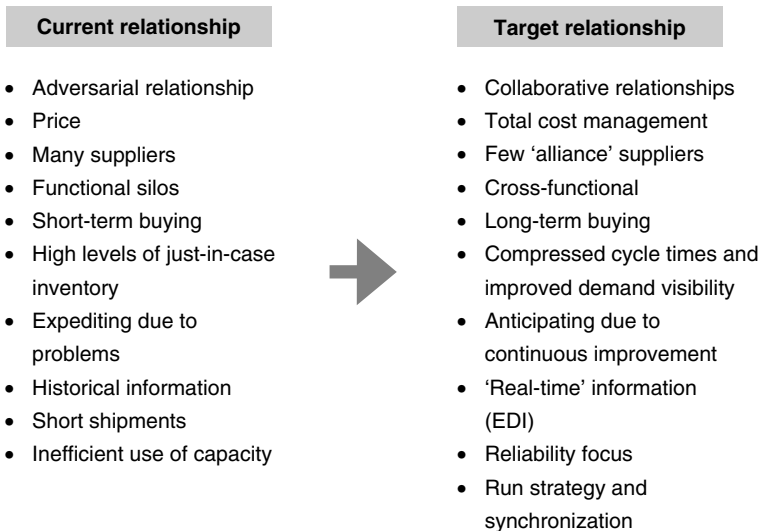 Current relationship
• Adversarial relationship
• Price
• Many suppliers
• Functional silos
• Short-term buying
• High levels of just-in-case
inventory
• Expediting due to
problems
• Historical information
• Short shipments
• Inefficient use of capacity
Target relationship
• Collaborative relationships
• Total cost management
• Few ‘alliance’ suppliers
• Cross-functional
• Long-term buying
• Compressed cycle times and
improved demand visibility
• Anticipating due to
continuous improvement
• ‘Real-time’ information
(EDI)
• Reliability focus
• Run strategy and
synchronization